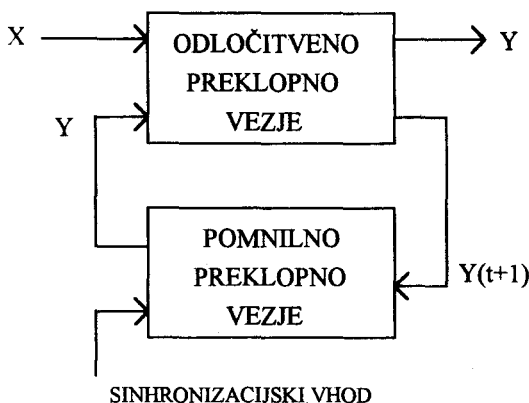 X
ODLOČITVENO
PREKLOPNO
VEZJE
Y
Y
POMNILNO
PREKLOPNO
VEZJE
Y(t+1)
SINHRONIZACIJSKI VHOD